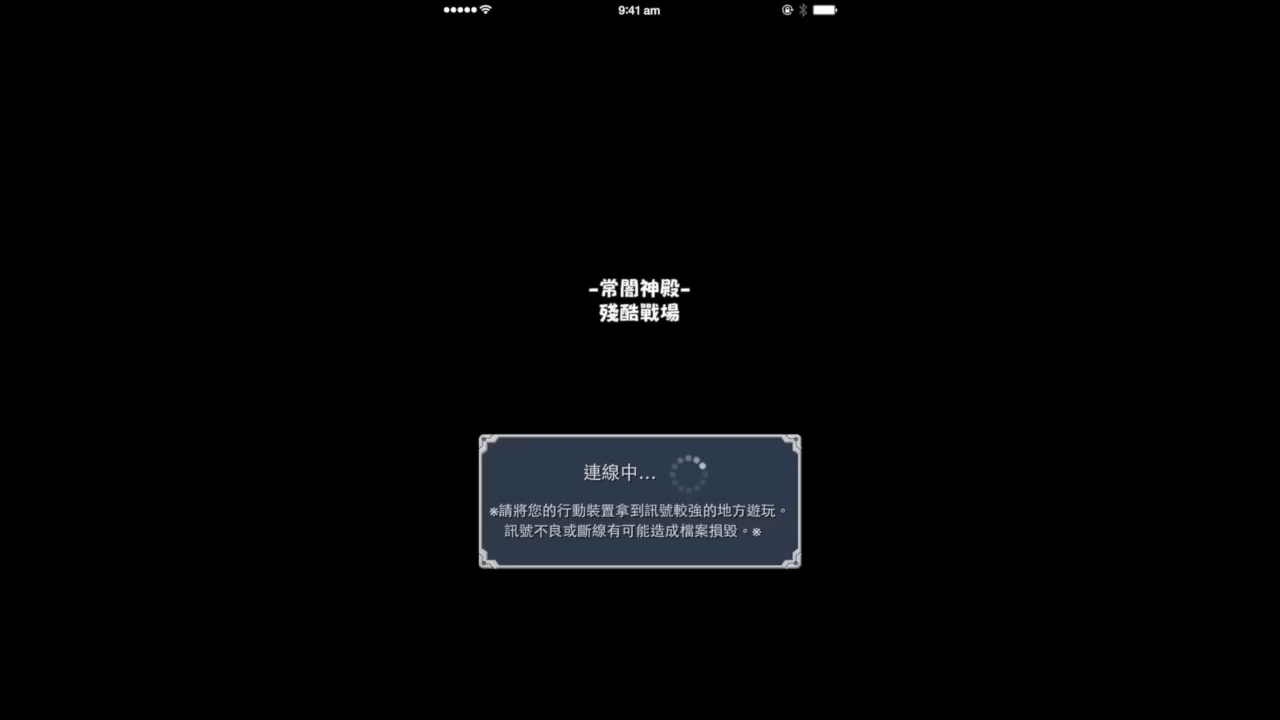 9:41 am
-常闇神殿-
殘酷戰場
連線中...
※請將您的行動裝置拿到訊號較強的地方遊玩。
訊號不良或斷線有可能造成檔案損毀。※